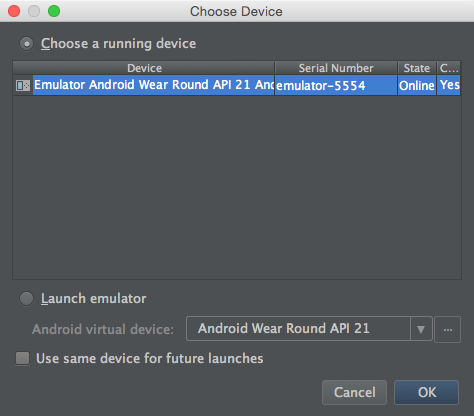 Choose Device
Choose a running device
Device Serial Number State C...
Emulator Android Wear Round API 21 And emulator-5554 Online Yes
Launch emulator
Android virtual device: Android Wear Round API 21 ...
Use same device for future launches
Cancel OK